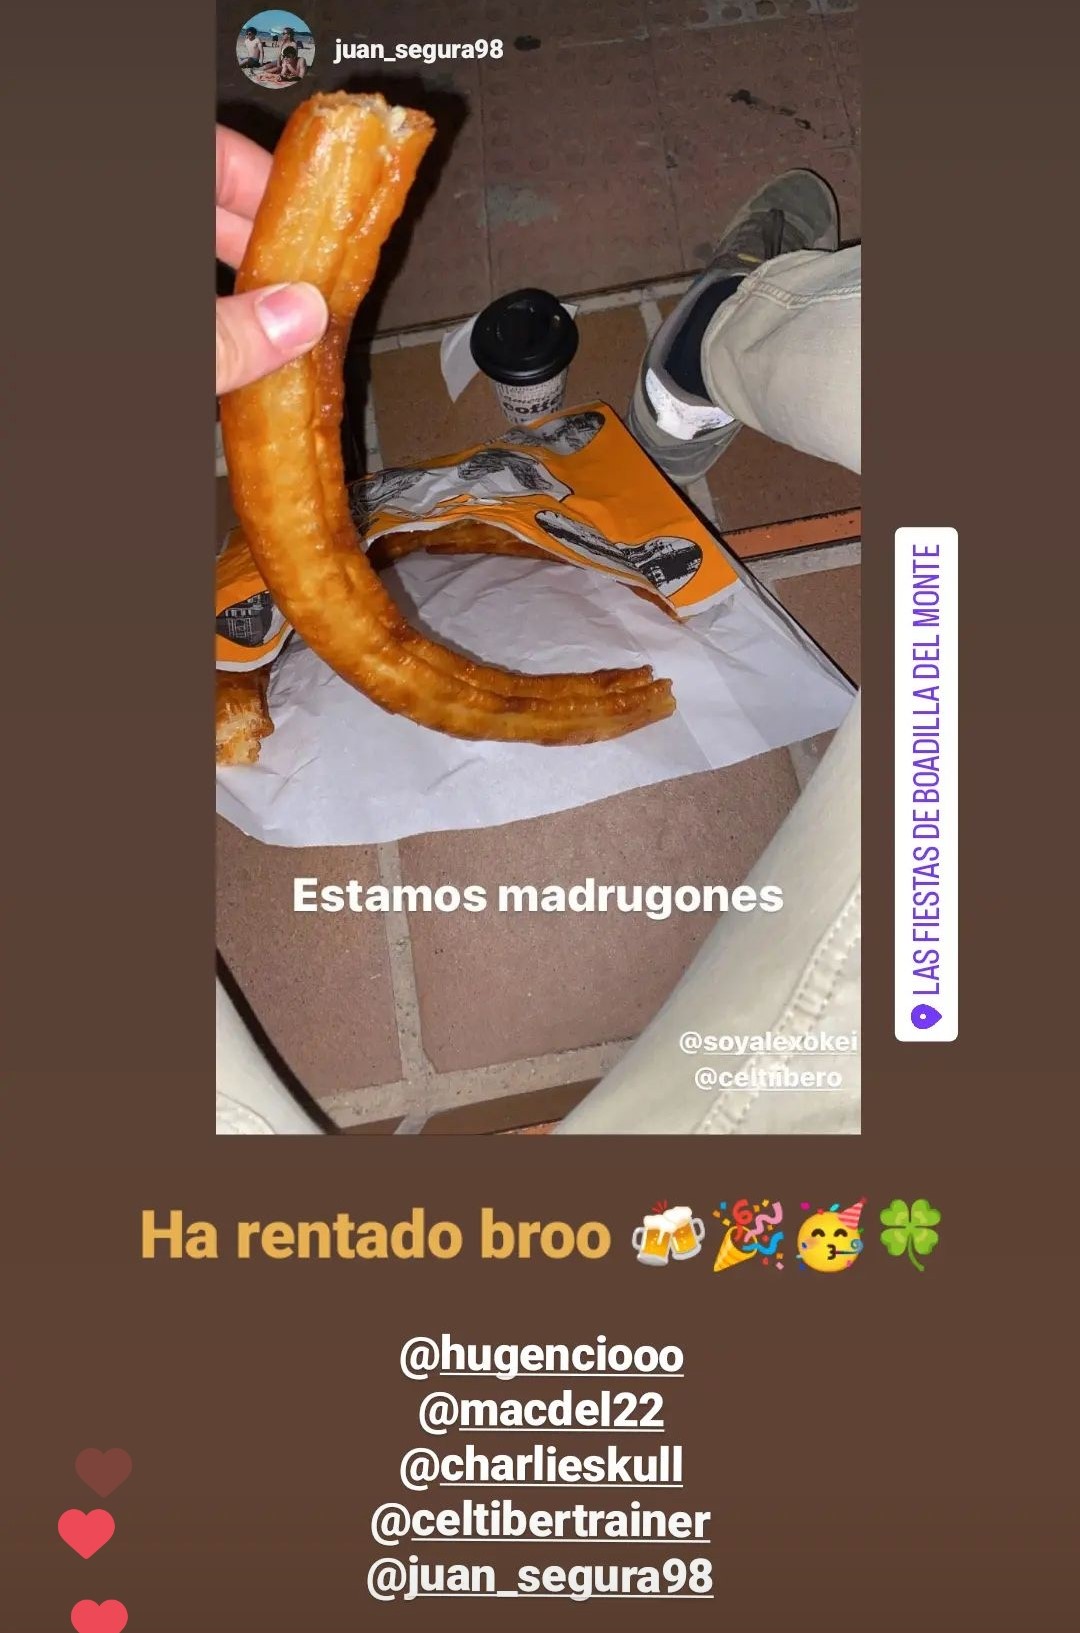 juan_segura98
coffee
LAS FIESTAS DE BOADILLA DEL MONTE
Estamos madrugones
@soyalexokei
@celtiibero
Ha rentado broo 🍻🎉🥳🍀
@hugenciooo
@macdel22
@charlieskull
@celtibertrainer
@juan_segura98